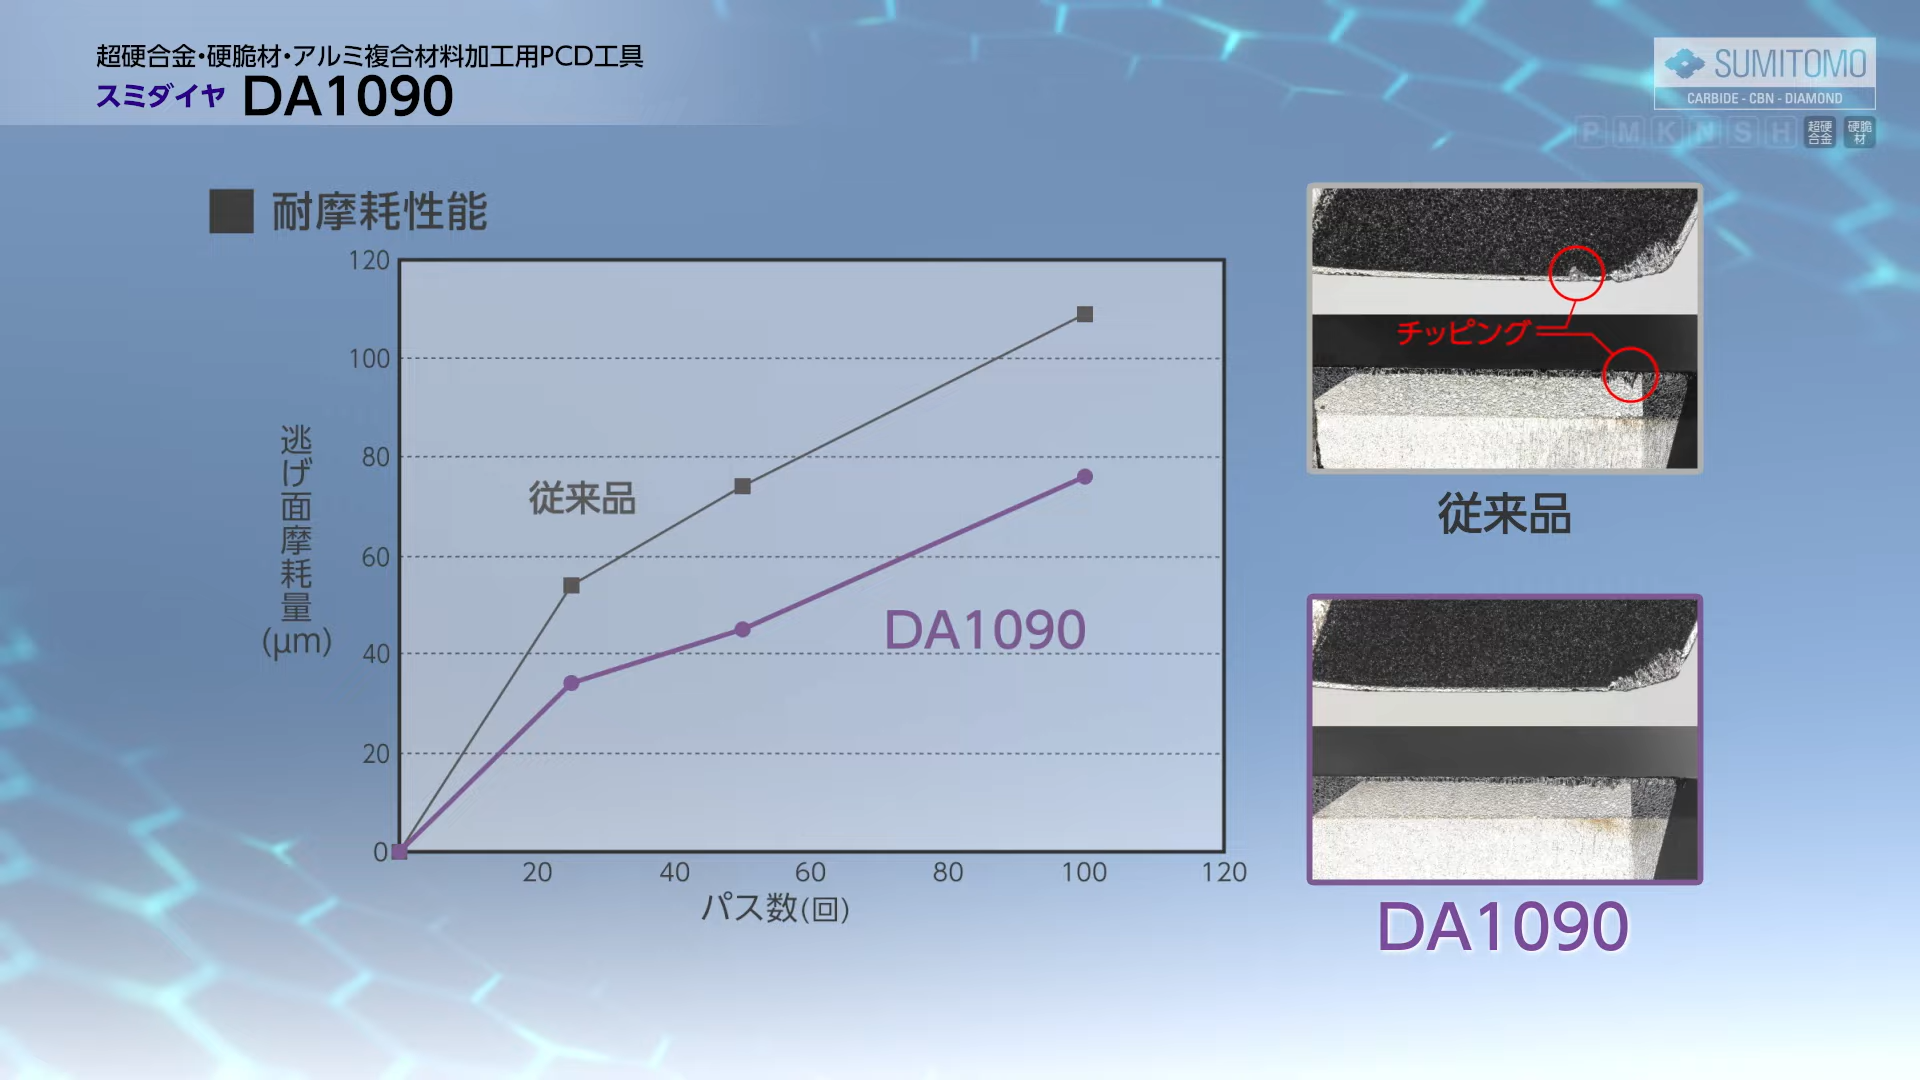 超硬合金・硬脆材・アルミ複合材料加工用PCD工具
スミダイヤ DA1090
SUMITOMO
CARBIDE - CBN - DIAMOND
P M K N S H 超硬合金 硬脆材
■ 耐摩耗性能
120
100
80
60
40
20
0
逃げ面摩耗量
(μm)
従来品
DA1090
20 40 60 80 100 120
パス数(回)
チッピング
従来品
DA1090